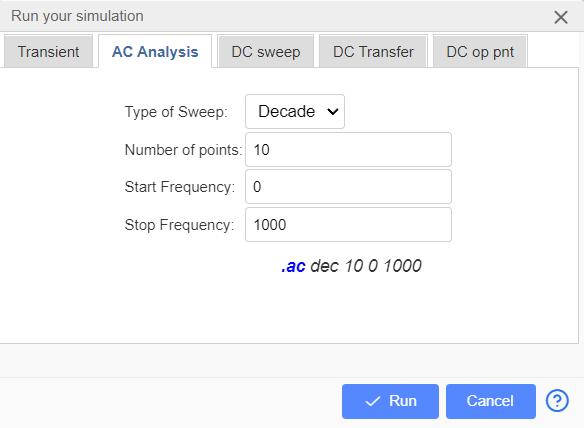 Run your simulation
Transient AC Analysis DC sweep DC Transfer DC op pnt
Type of Sweep: Decade
Number of points: 10
Start Frequency: 0
Stop Frequency: 1000
.ac dec 10 0 1000
Run Cancel ?